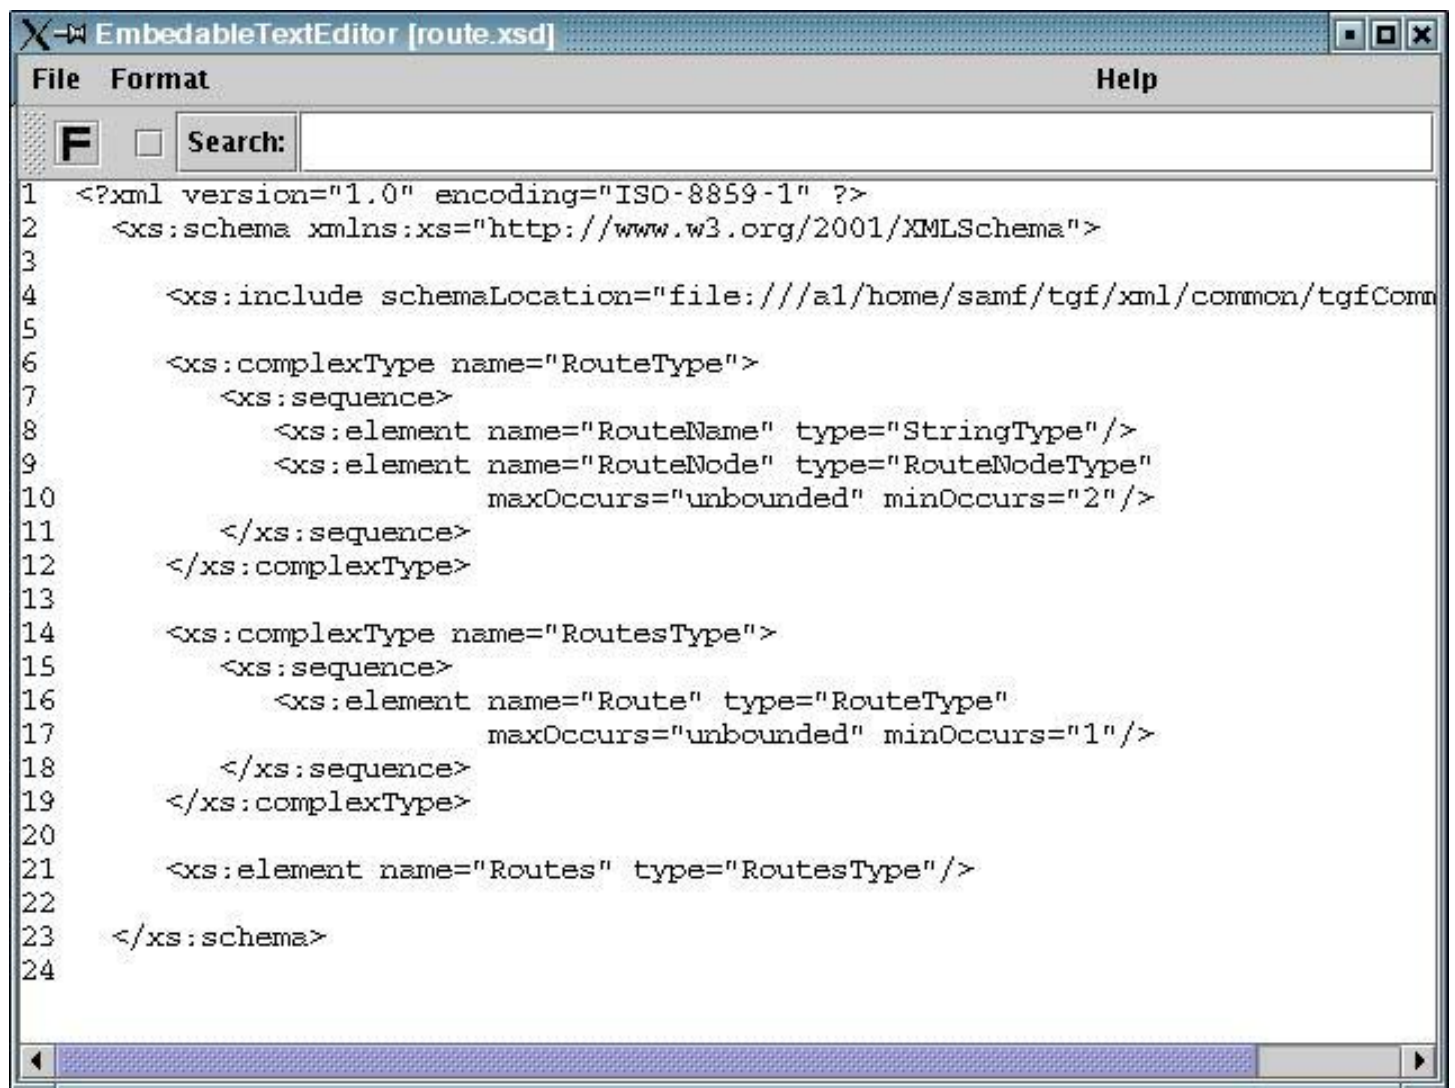 EmbedableTextEditor [route.xsd]
File Format Help
F Search:
1 <?xml version="1.0" encoding="ISO-8859-1" ?>
2 <xs:schema xmlns:xs="http://www.w3.org/2001/XMLSchema">
3
4 <xs:include schemaLocation="file:///a1/home/samf/tgf/xml/common/tgfComm
5
6 <xs:complexType name="RouteType">
7 <xs:sequence>
8 <xs:element name="RouteName" type="StringType"/>
9 <xs:element name="RouteNode" type="RouteNodeType"
10 maxOccurs="unbounded" minOccurs="2"/>
11 </xs:sequence>
12 </xs:complexType>
13
14 <xs:complexType name="RoutesType">
15 <xs:sequence>
16 <xs:element name="Route" type="RouteType"
17 maxOccurs="unbounded" minOccurs="1"/>
18 </xs:sequence>
19 </xs:complexType>
20
21 <xs:element name="Routes" type="RoutesType"/>
22
23 </xs:schema>
24